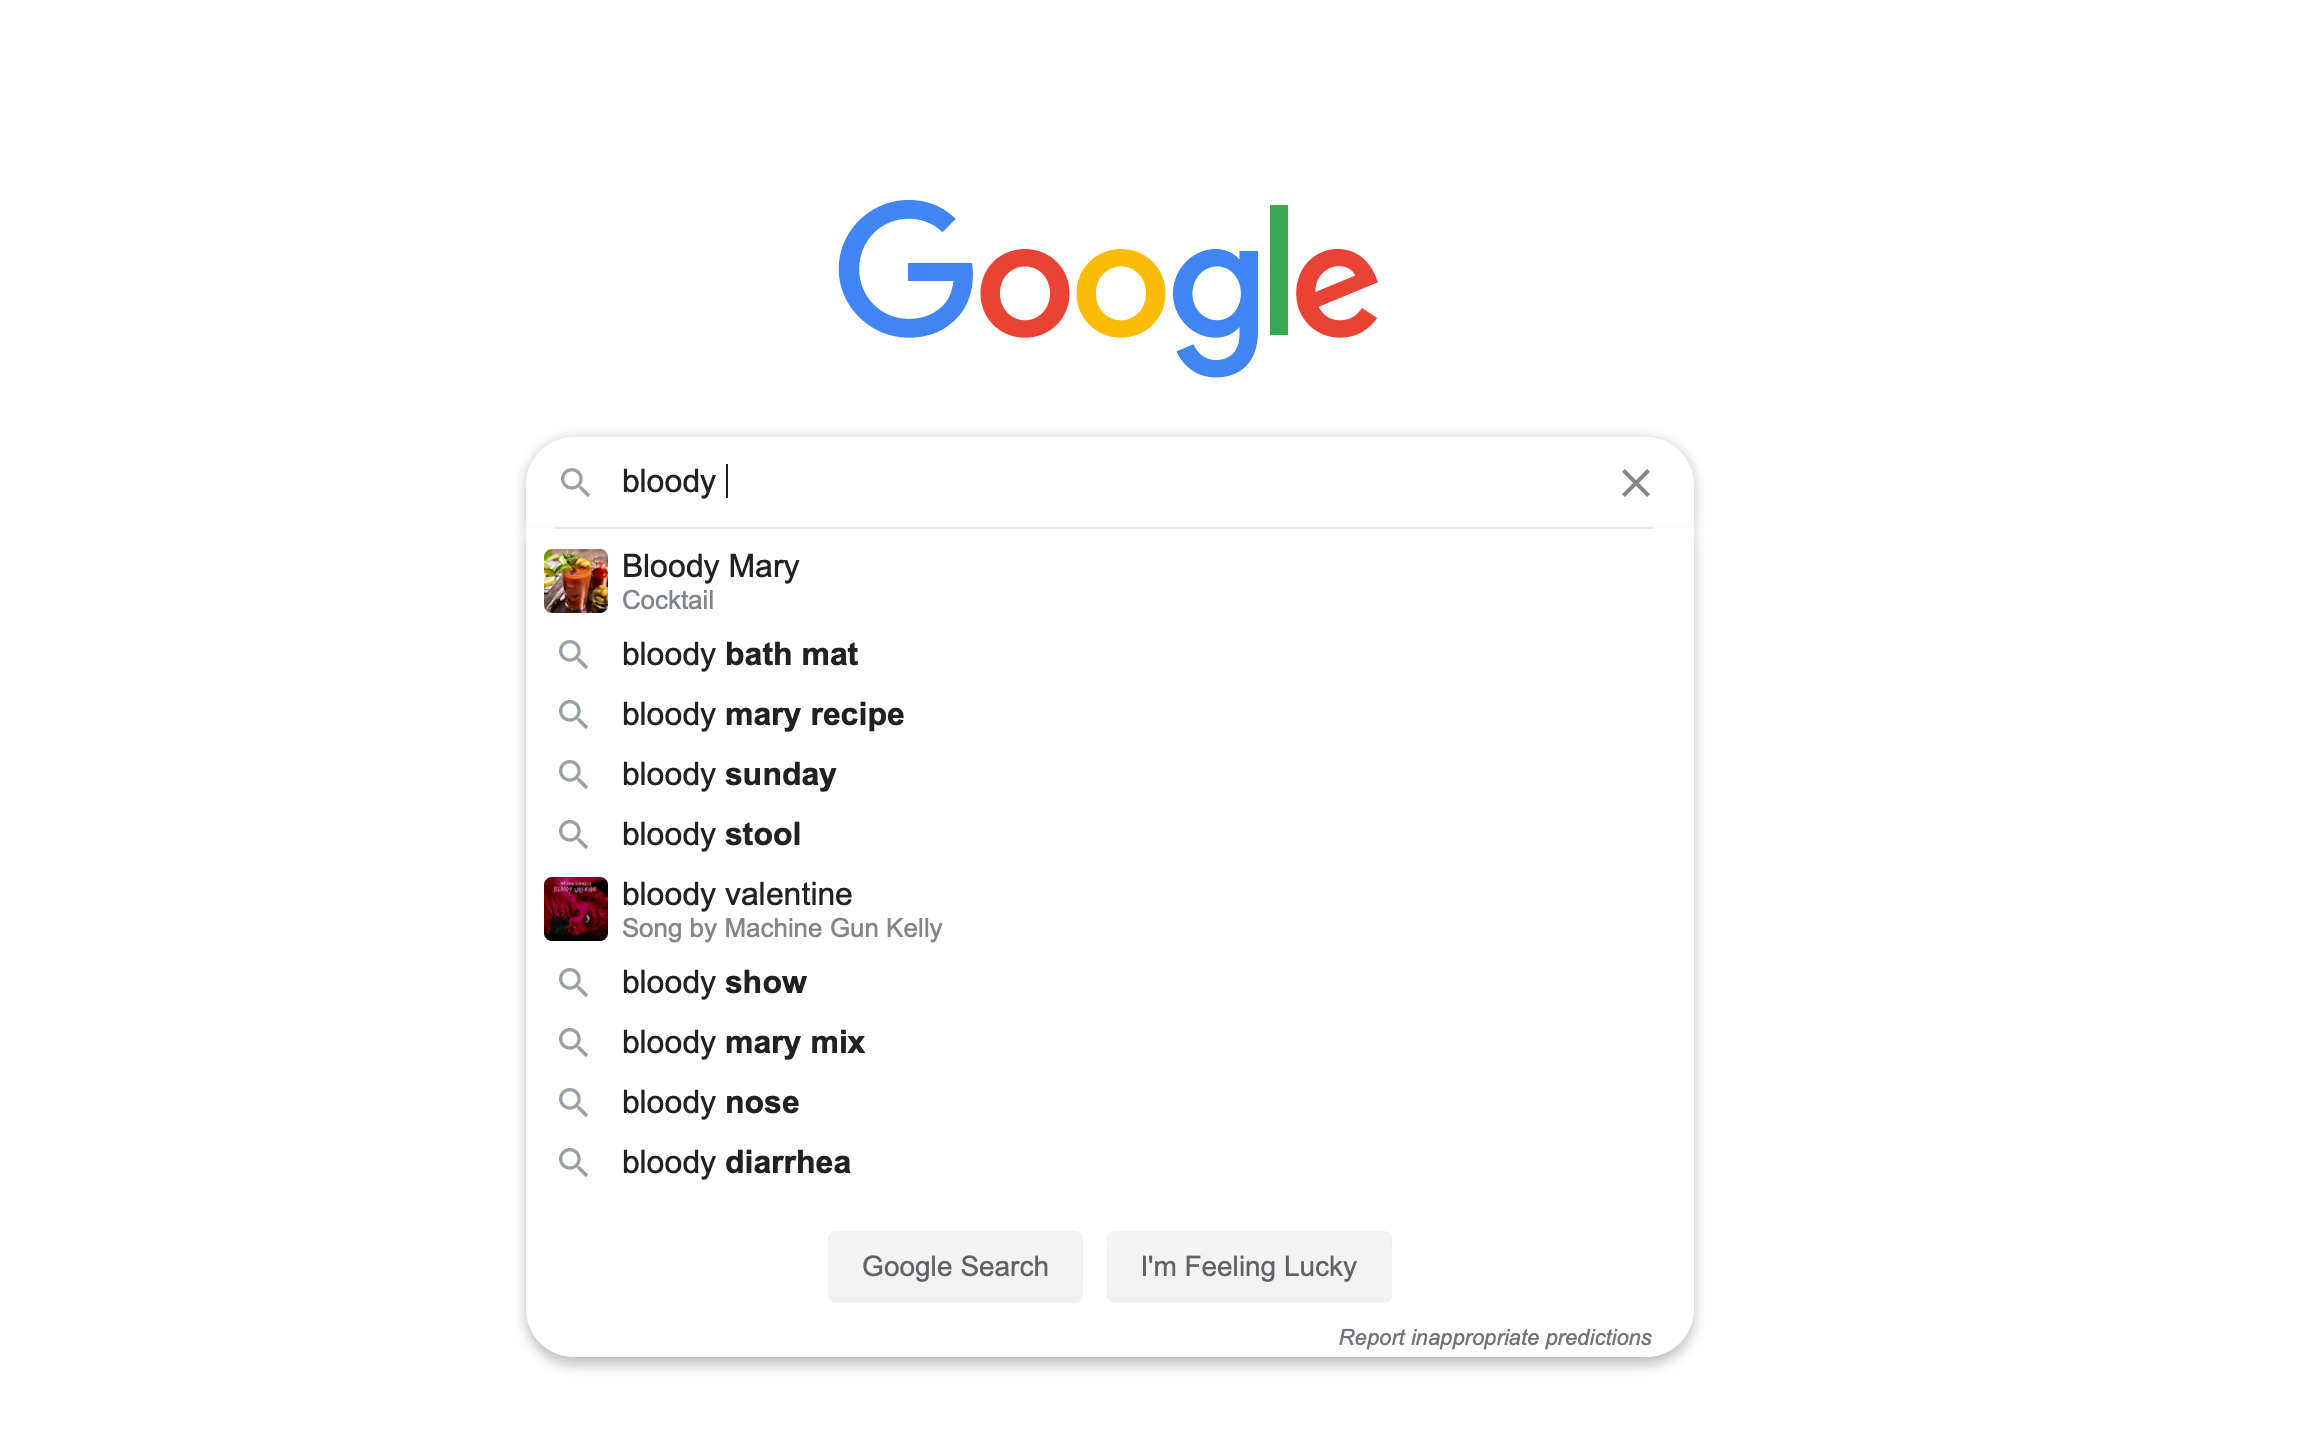 Google
bloody
Bloody Mary
Cocktail
bloody bath mat
bloody mary recipe
bloody sunday
bloody stool
bloody valentine
Song by Machine Gun Kelly
bloody show
bloody mary mix
bloody nose
bloody diarrhea
Google Search
I'm Feeling Lucky
Report inappropriate predictions